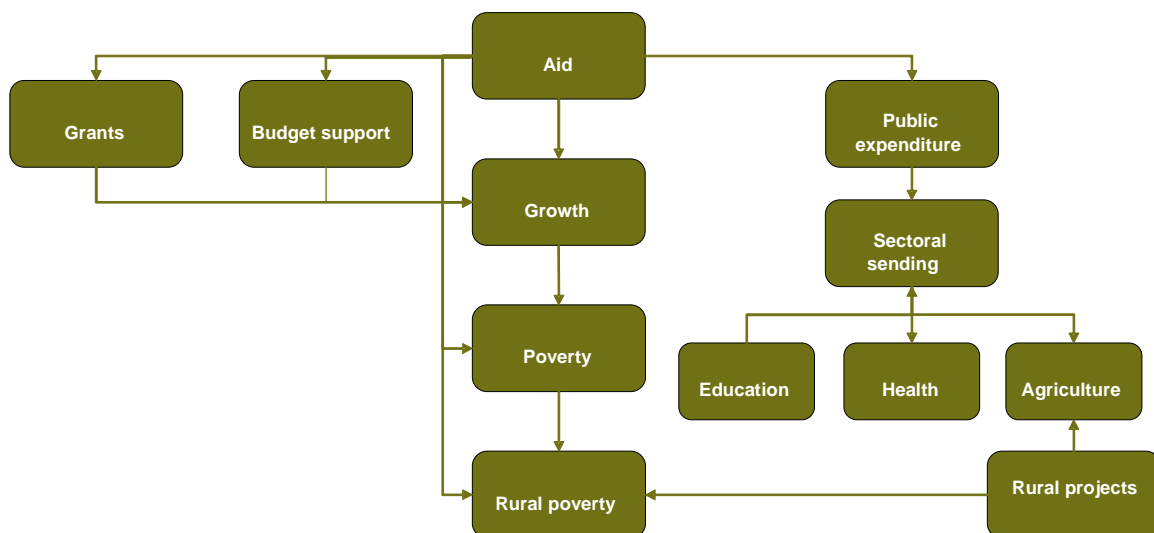 Aid
Grants
Budget support
Public
expenditure
Growth
Sectoral
sending
Poverty
Education
Health
Agriculture
Rural poverty
Rural projects